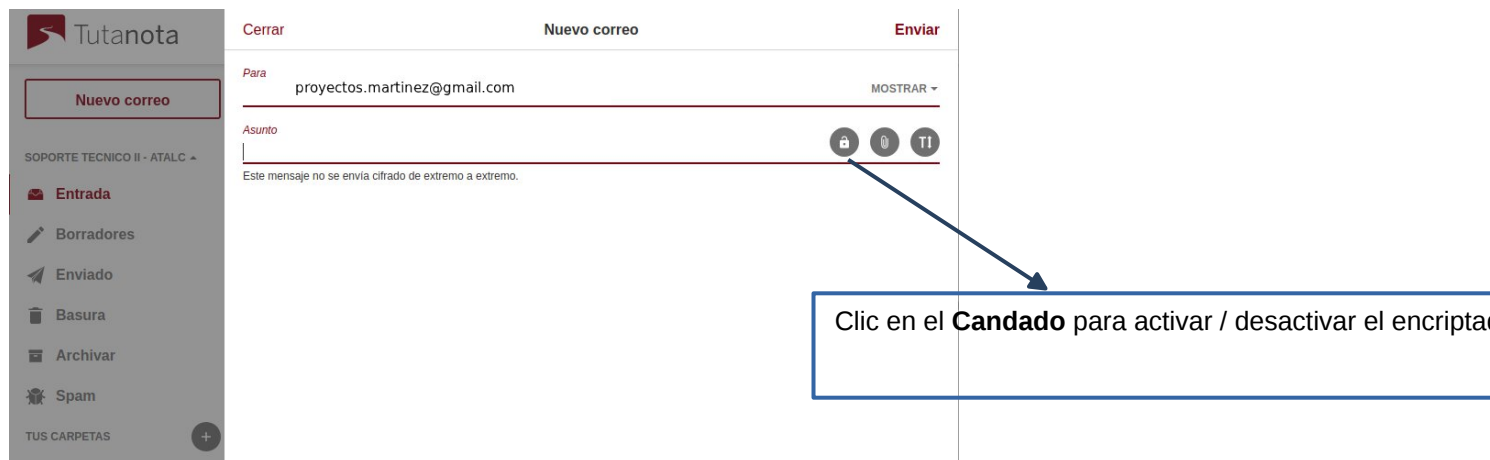 Tutanota
Cerrar Nuevo correo Enviar
Para
proyectos.martinez@gmail.com MOSTRAR
Nuevo correo
Asunto
SOPORTE TECNICO II - ATALC
Este mensaje no se envía cifrado de extremo a extremo.
Entrada
Borradores
Enviado
Basura
Archivar
Spam
TUS CARPETAS
Clic en el Candado para activar / desactivar el